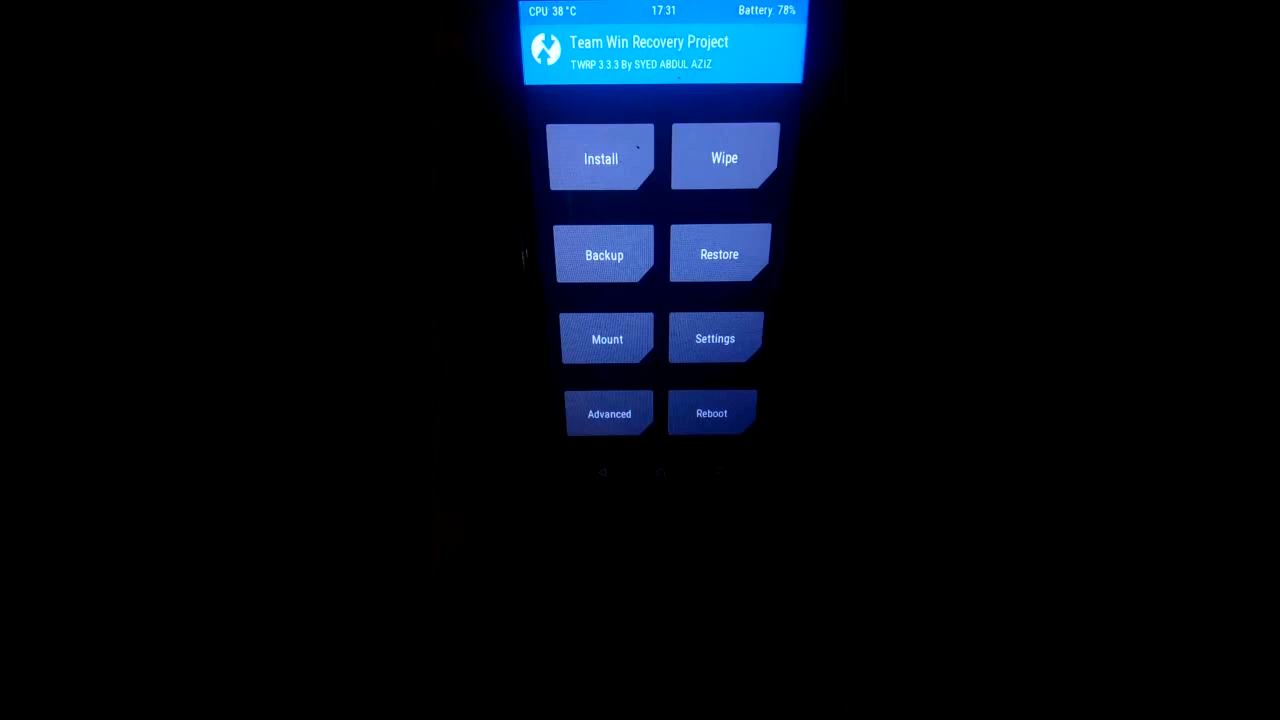 CPU: 38 °C 17:31 Battery: 78%
Team Win Recovery Project
TWRP 3.3.3 By SYED ABDUL AZIZ
Install Wipe
Backup Restore
Mount Settings
Advanced Reboot